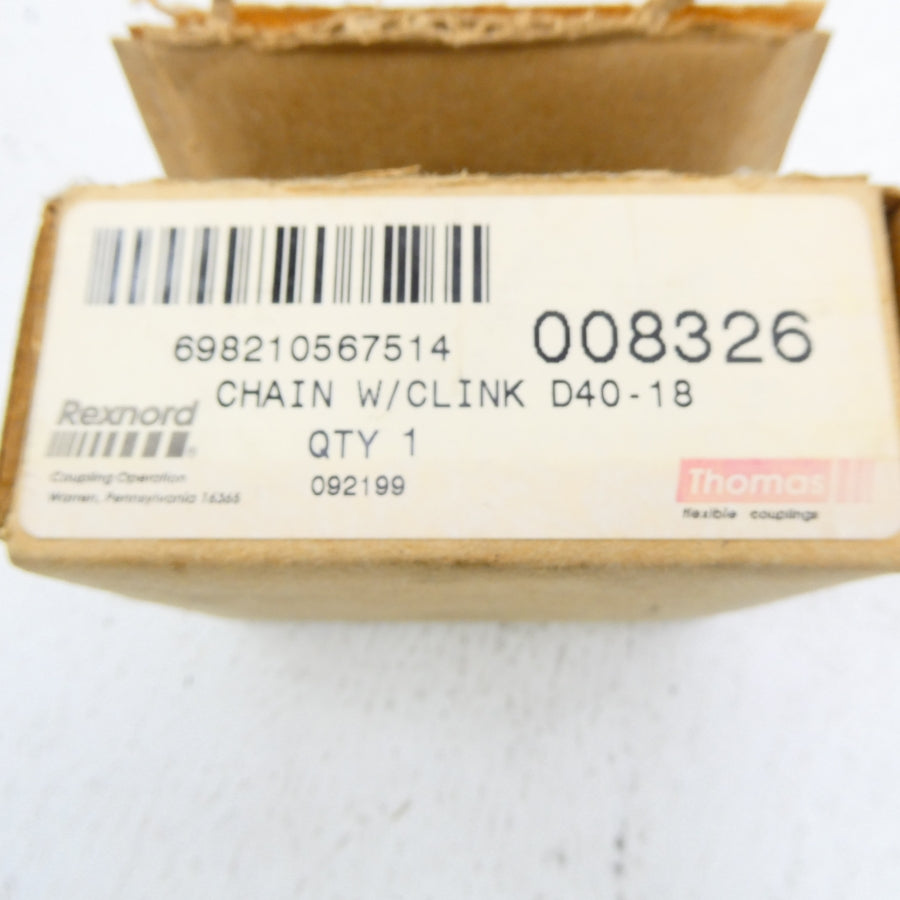 698210567514
008326
CHAIN W/CLINK D40-18
Rexnord
QTY 1
Coupling Operation
Warren, Pennsylvania 16365
092199
Thomas
flexible couplings